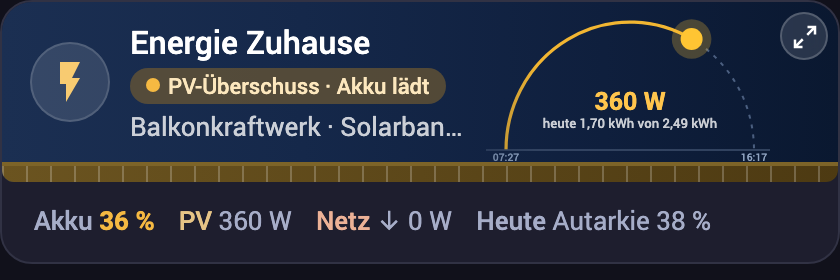 Energie Zuhause
PV-Überschuss · Akku lädt
Balkonkraftwerk · Solarban...
360 W
heute 1,70 kWh von 2,49 kWh
07:27
16:17
Akku 36 % PV 360 W Netz ↓ 0 W Heute Autarkie 38 %